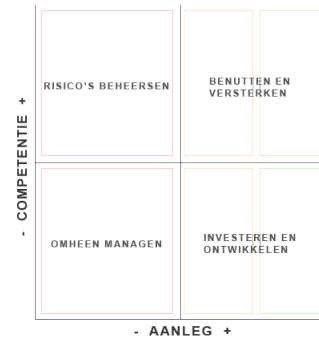 RISICO'S BEHEERSEN
BENUTTEN EN
VERSTERKEN
- COMPETENTIE +
OMHEEN MANAGEN
INVESTEREN EN
ONTWIKKELEN
- AANLEG +